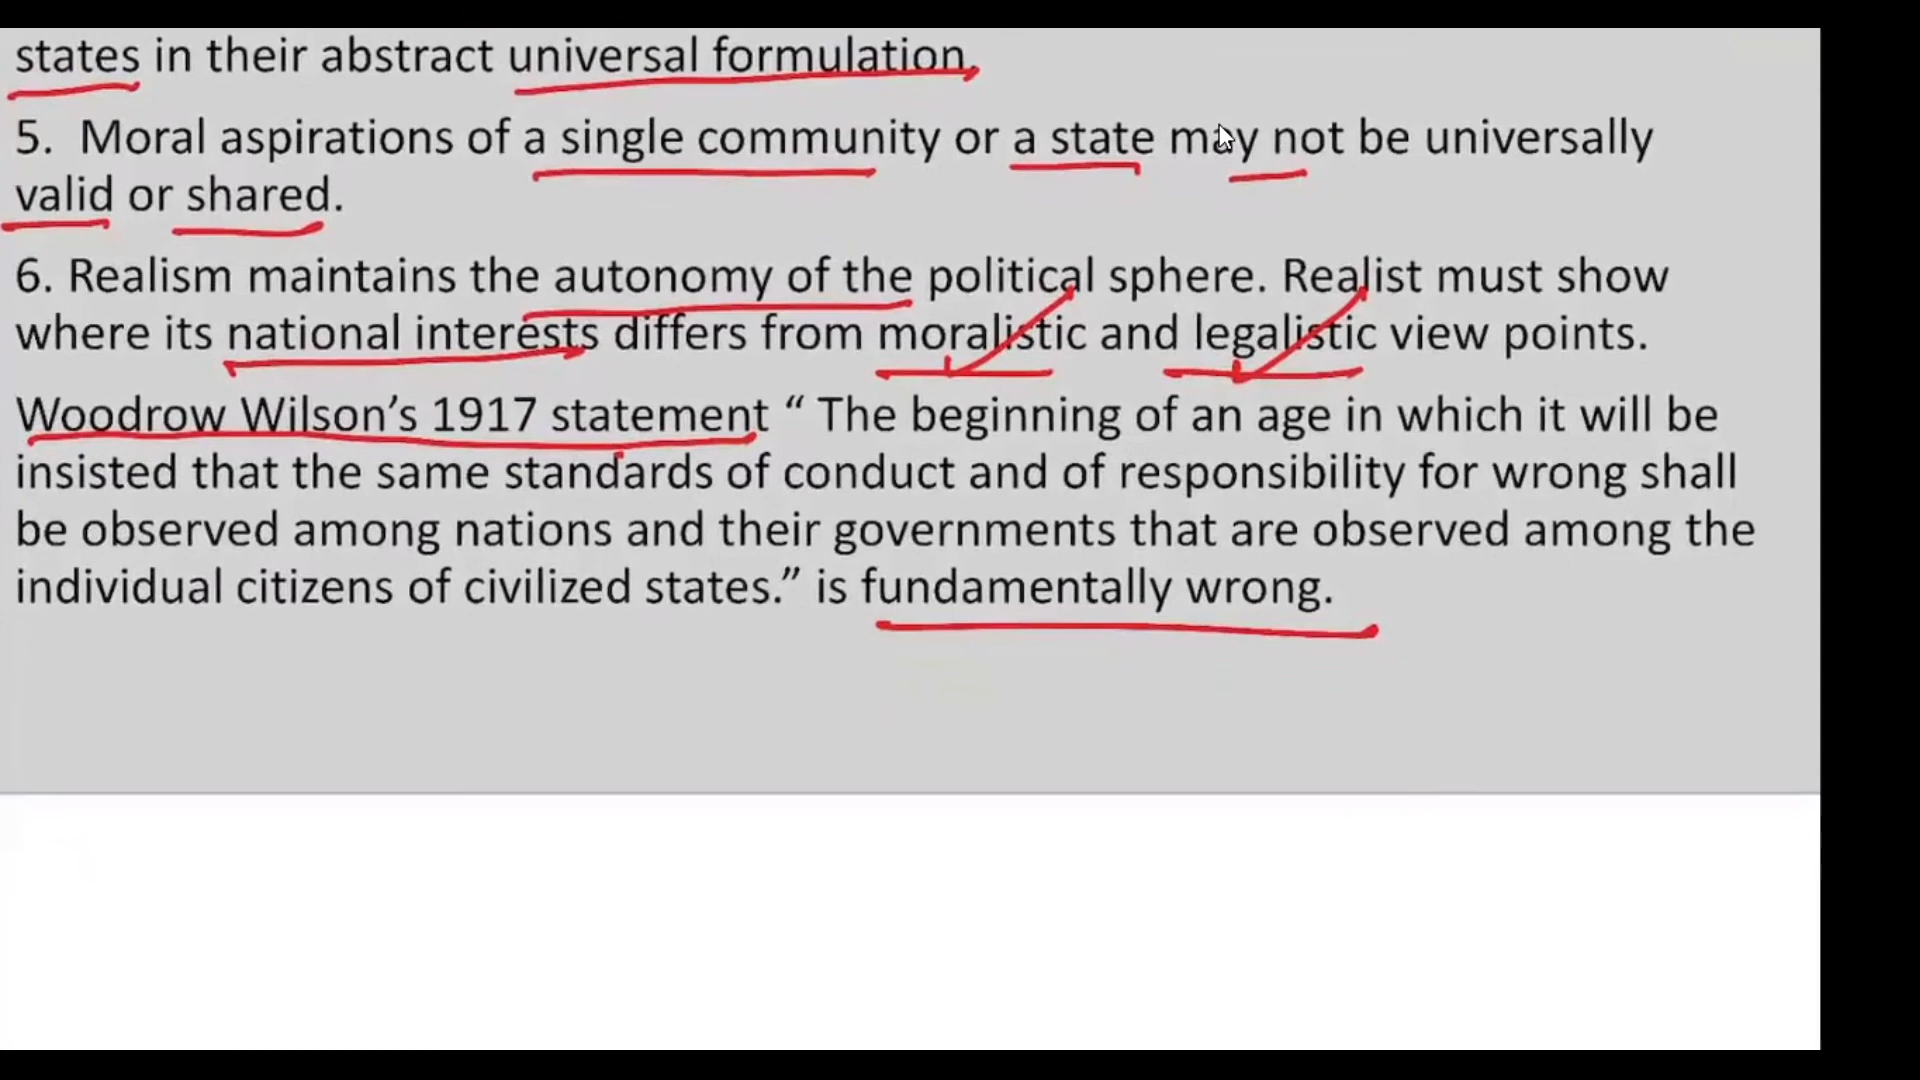 states in their abstract universal formulation.
5. Moral aspirations of a single community or a state may not be universally
valid or shared.
6. Realism maintains the autonomy of the political sphere. Realist must show
where its national interests differs from moralistic and legalistic view points.
Woodrow Wilson’s 1917 statement “ The beginning of an age in which it will be
insisted that the same standards of conduct and of responsibility for wrong shall
be observed among nations and their governments that are observed among the
individual citizens of civilized states.” is fundamentally wrong.